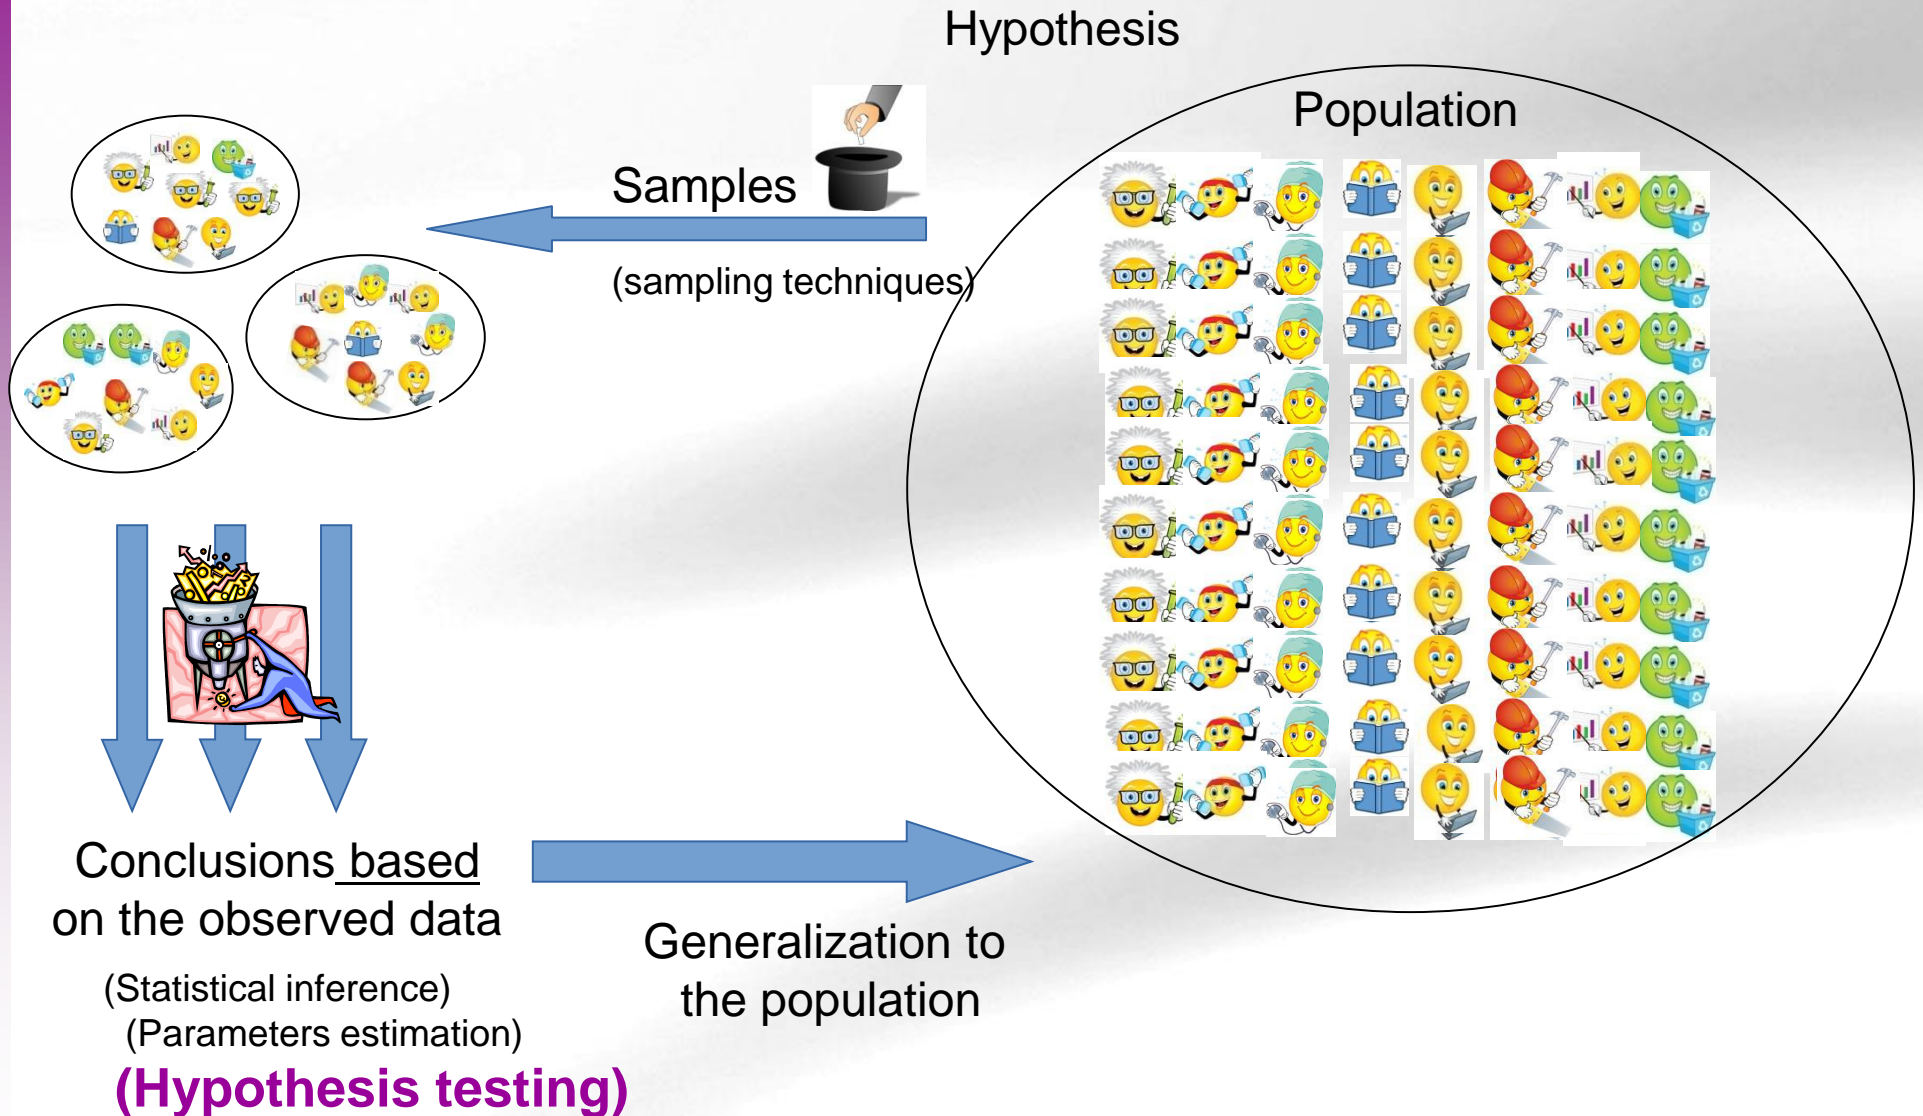 Hypothesis
Population
Samples
(sampling techniques)
Conclusions based
on the observed data
(Statistical inference)
(Parameters estimation)
(Hypothesis testing)
Generalization to
the population